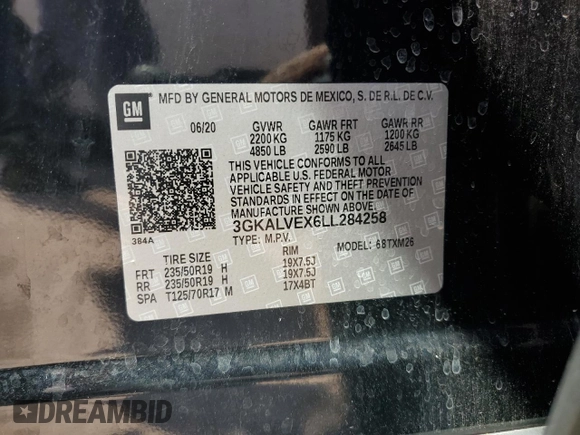 GM
MFD BY GENERAL MOTORS DE MEXICO, S. DE R.L. DE C.V.
06/20 GVWR GAWR FRT GAWR RR
2200 KG 1175 KG 1200 KG
4850 LB 2590 LB 2645 LB
THIS VEHICLE CONFORMS TO ALL
APPLICABLE U.S. FEDERAL MOTOR
VEHICLE SAFETY AND THEFT PREVENTION
STANDARDS IN EFFECT ON THE DATE OF
MANUFACTURE SHOWN ABOVE.
384A
3GKALVEX6LL284258
TYPE: M.P.V. MODEL: 6BTXM26
TIRE SIZE RIM
FRT 235/50R19 H 19X7.5J
RR 235/50R19 H 19X7.5J
SPA T125/70R17 M 17X4BT
DREAMBID